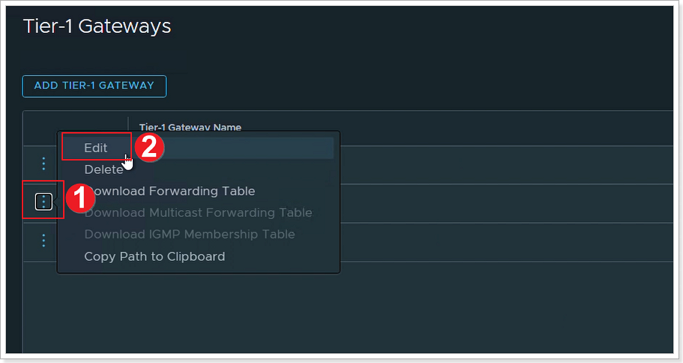 Tier-1 Gateways
ADD TIER-1 GATEWAY
Tier-1 Gateway Name
Edit
2
Delete
1
Download Forwarding Table
Download Multicast Forwarding Table
Download IGMP Membership Table
Copy Path to Clipboard